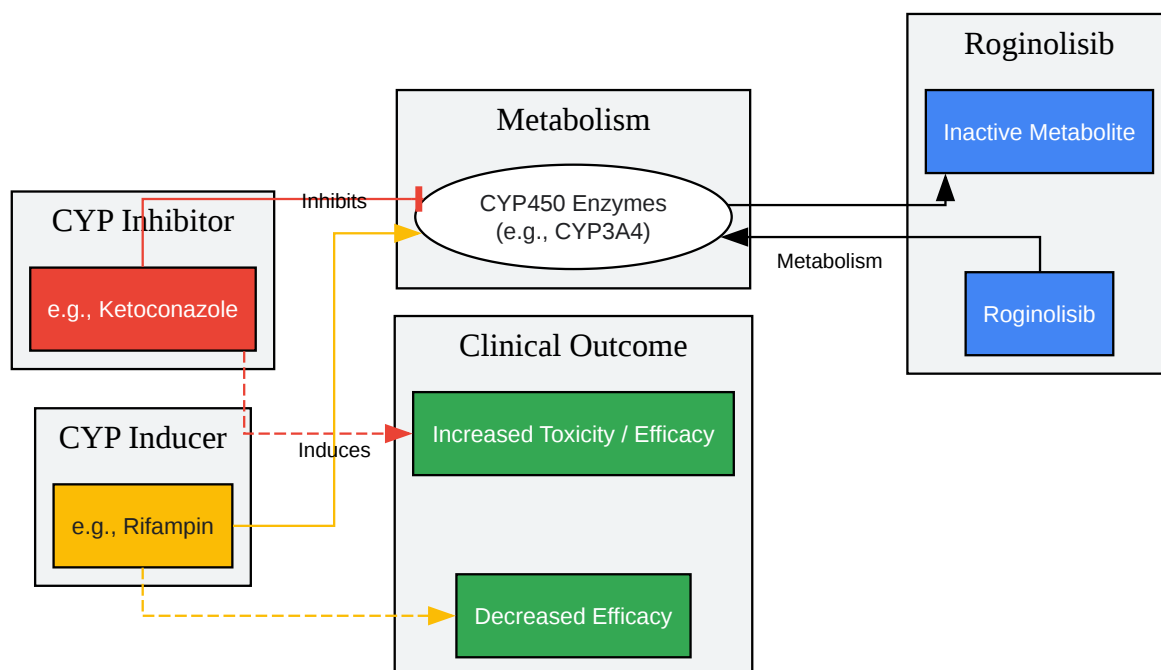 Roginolisib
Inactive Metabolite
Metabolism
CYP450 Enzymes
(e.g., CYP3A4)
Inhibits
CYP Inhibitor
Metabolism
e.g., Ketoconazole
Roginolisib
Clinical Outcome
Increased Toxicity / Efficacy
CYP Inducer
Induces
e.g., Rifampin
Decreased Efficacy